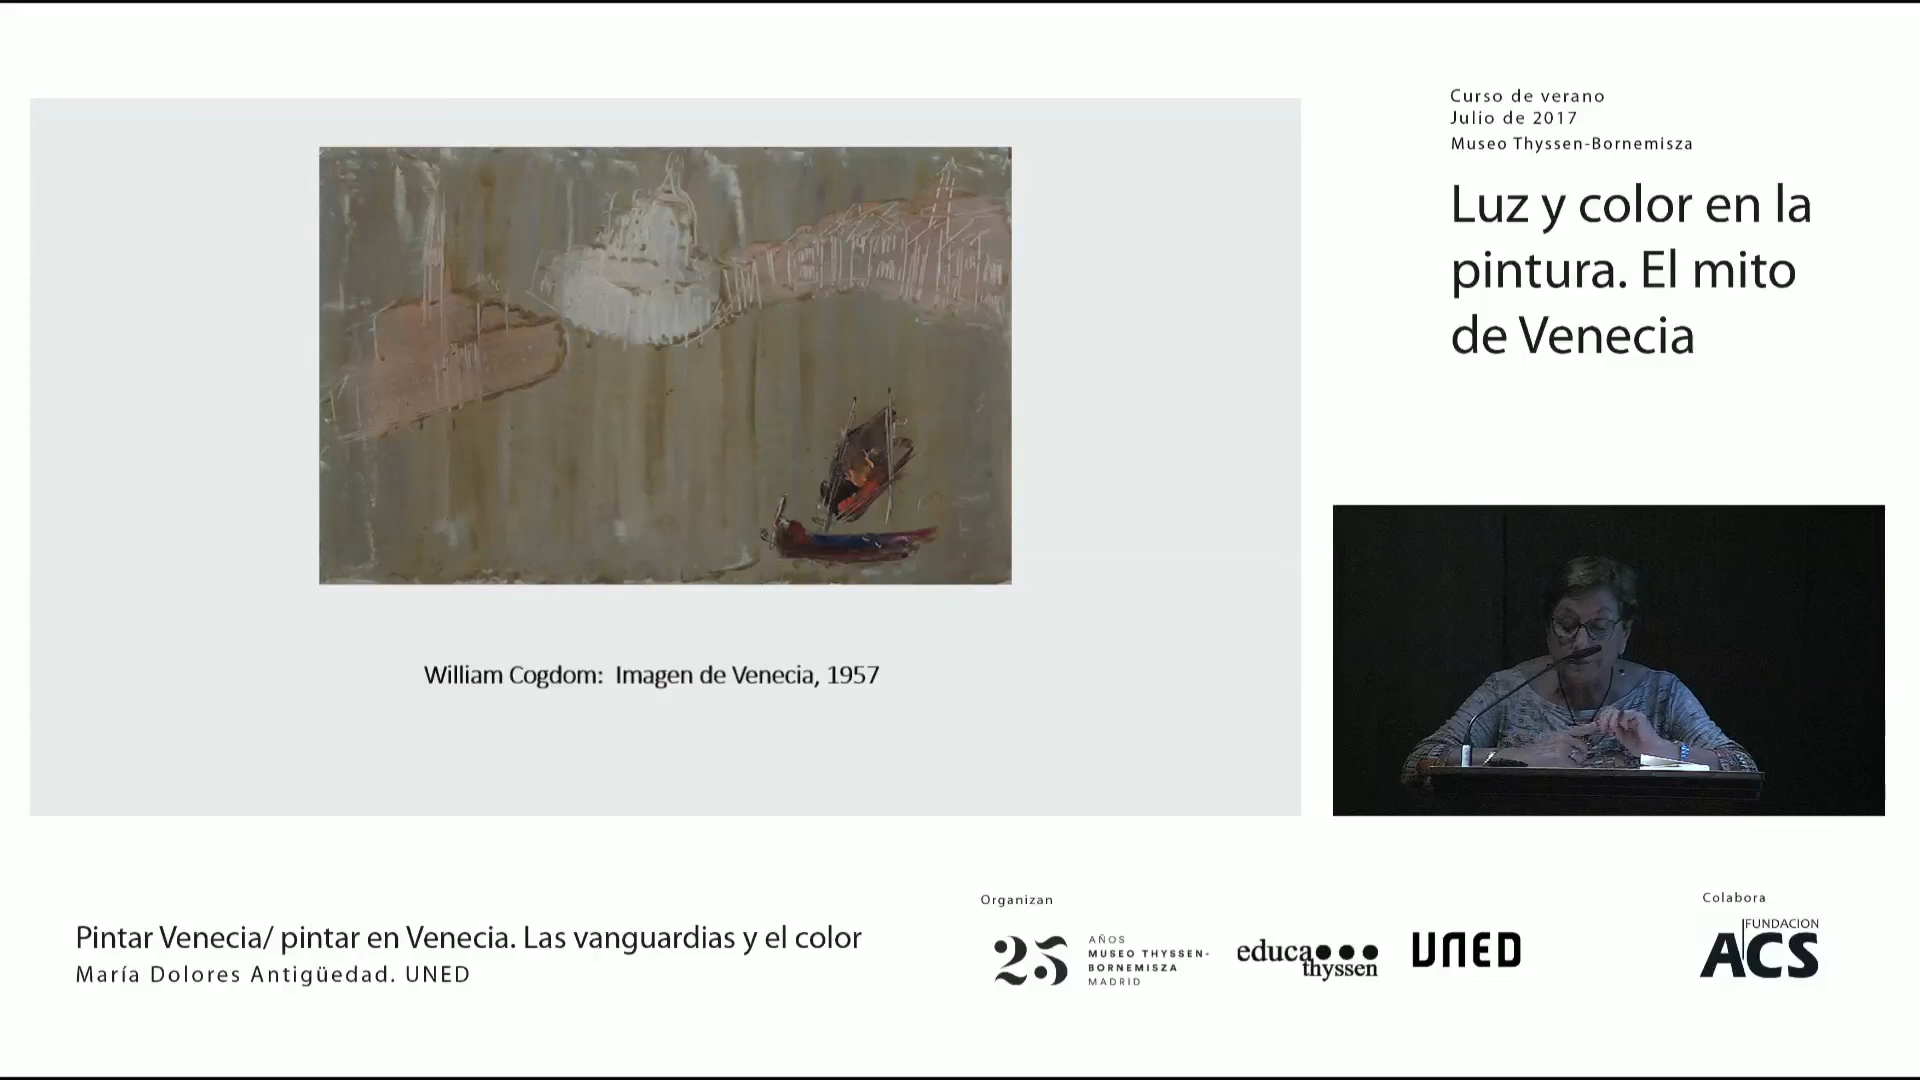 Curso de verano
Julio de 2017
Museo Thyssen-Bornemisza
Luz y color en la
pintura. El mito
de Venecia
William Cogdom: Imagen de Venecia, 1957
Pintar Venecia/ pintar en Venecia. Las vanguardias y el color
María Dolores Antigüedad. UNED
Organizan
25 AÑOS
MUSEO THYSSEN-
BORNEMISZA
MADRID
educa
thyssen
UNED
Colabora
FUNDACION
ACS